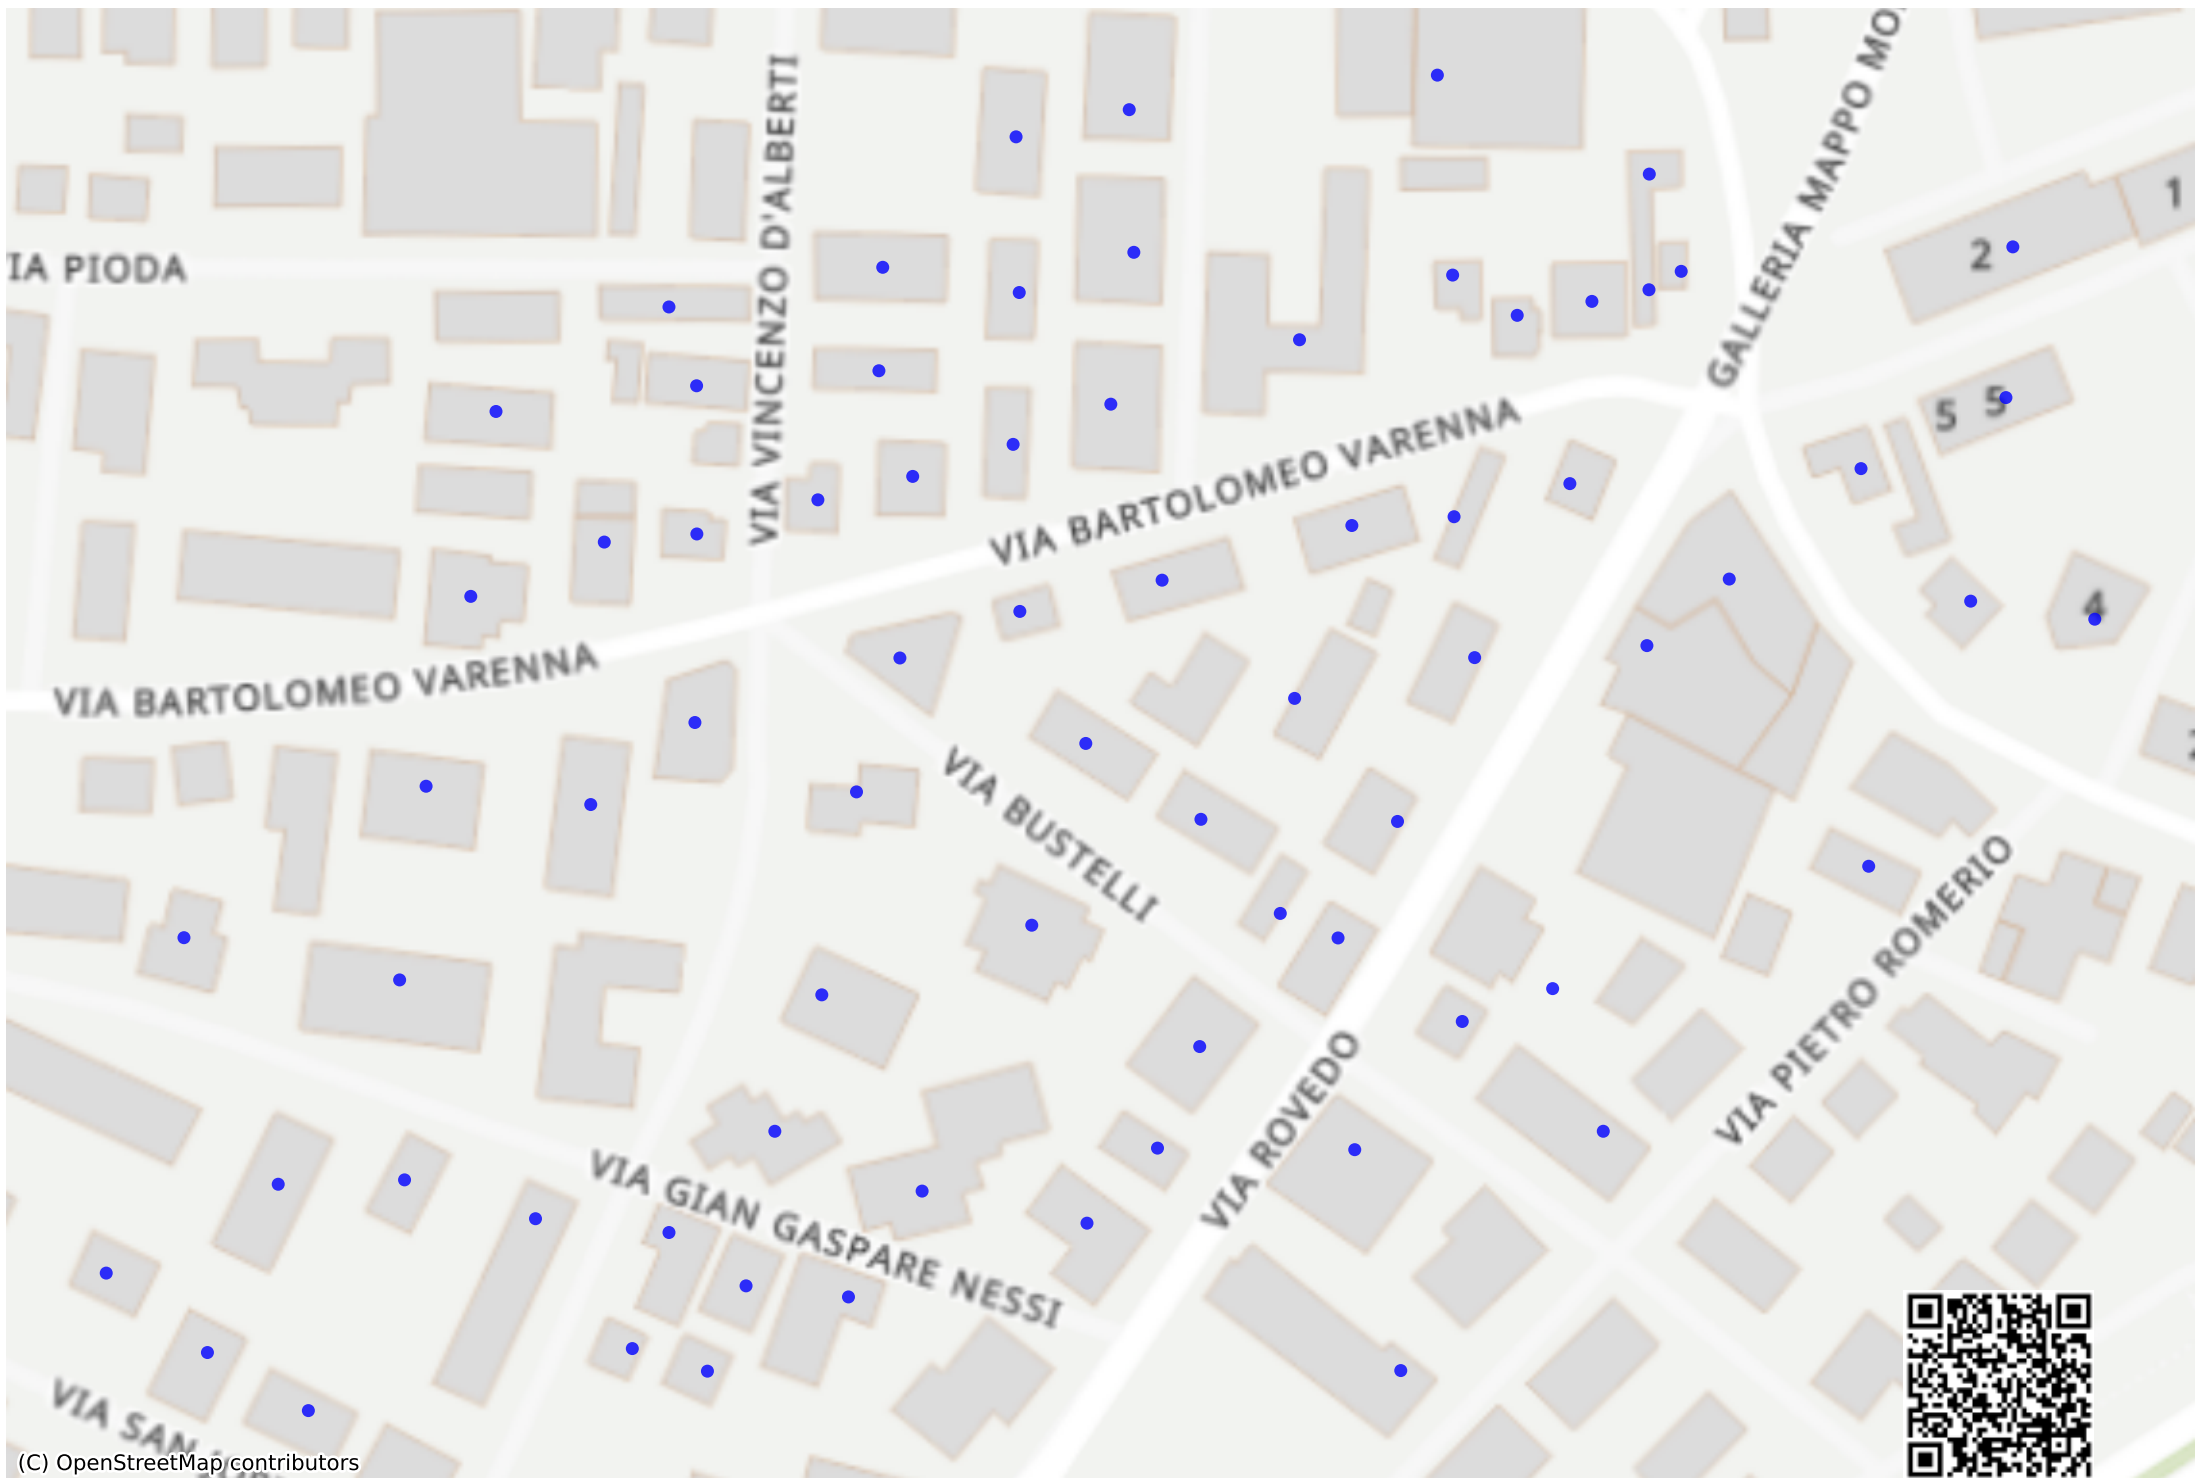 GALLERIA MAPPO MO
VIA VINCENZO D'ALBERTI
1
2
VIA PIODA
5 5
VIA BARTOLOMEO VARENNA
4
VIA BARTOLOMEO VARENNA
VIA BUSTELLI
VIA PIETRO ROMERIO
VIA ROVEDO
VIA GIAN GASPARE NESSI
VIA SAN
(C) OpenStreetMap contributors